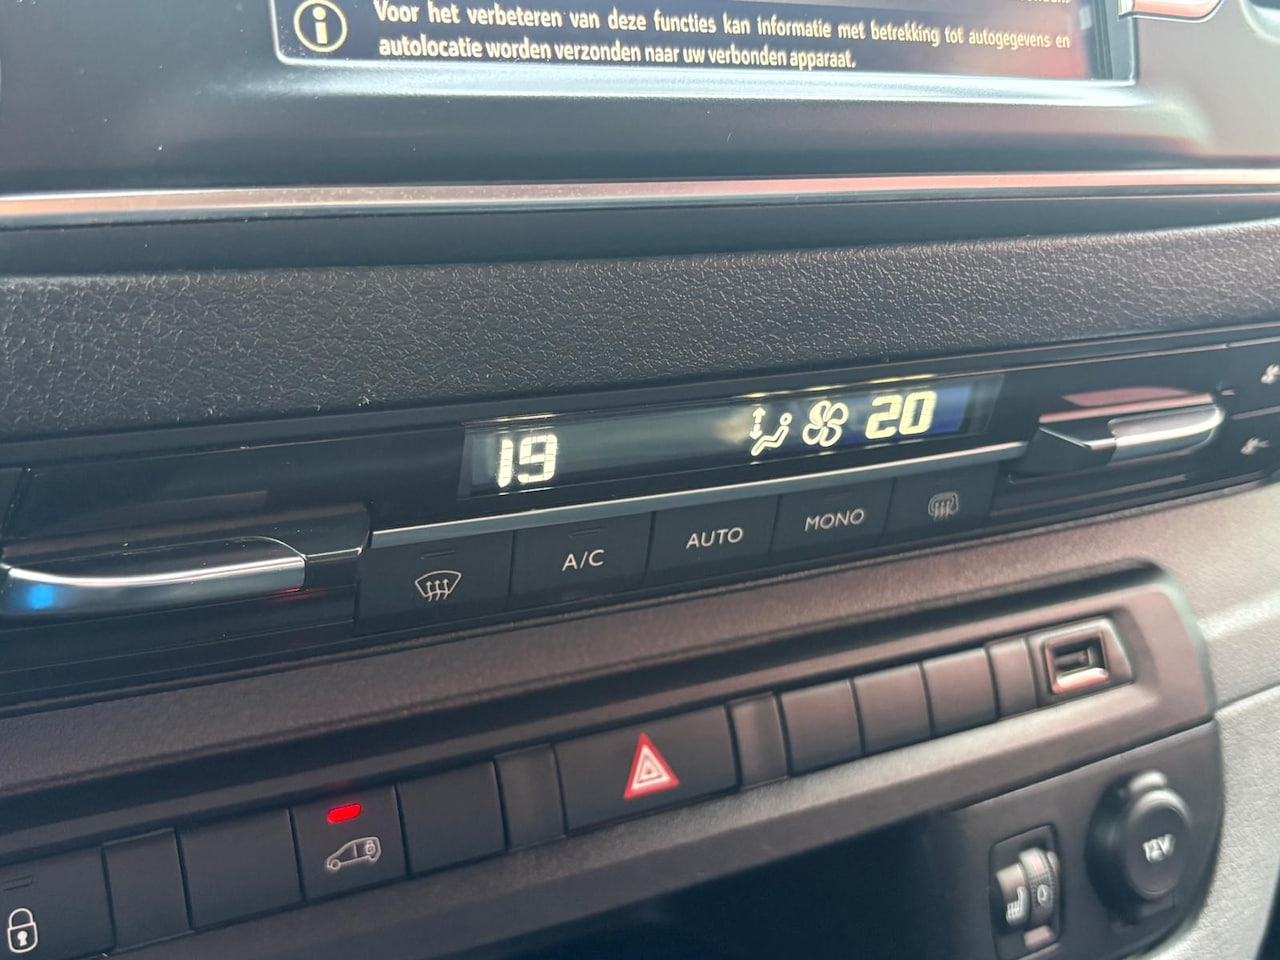 Voor het verbeteren van deze functies kan informatie met betrekking tot autogegevens en
autolocatie worden verzonden naar uw verbonden apparaat.
19
20
A/C
AUTO
MONO
12V